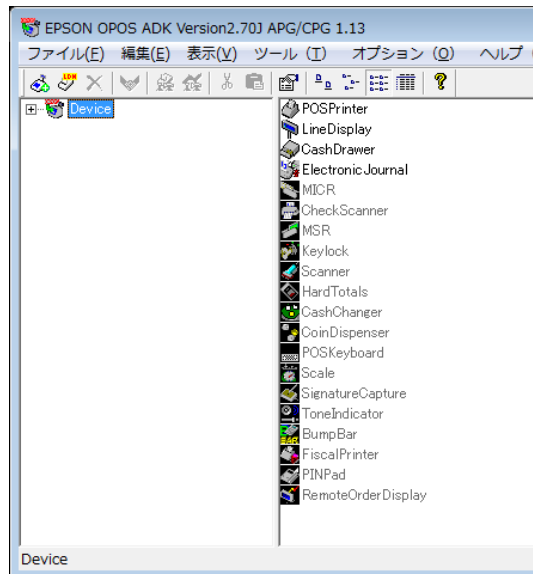 EPSON OPOS ADK Version2.70J APG/CPG 1.13
ファイル(F) 編集(E) 表示(V) ツール (T) オプション (O) ヘルプ (
LDN
Device
POSPrinter
LineDisplay
CashDrawer
ElectronicJournal
MICR
CheckScanner
MSR
Keylock
Scanner
HardTotals
CashChanger
CoinDispenser
POSKeyboard
Scale
SignatureCapture
ToneIndicator
BumpBar
FiscalPrinter
PINPad
RemoteOrderDisplay
Device